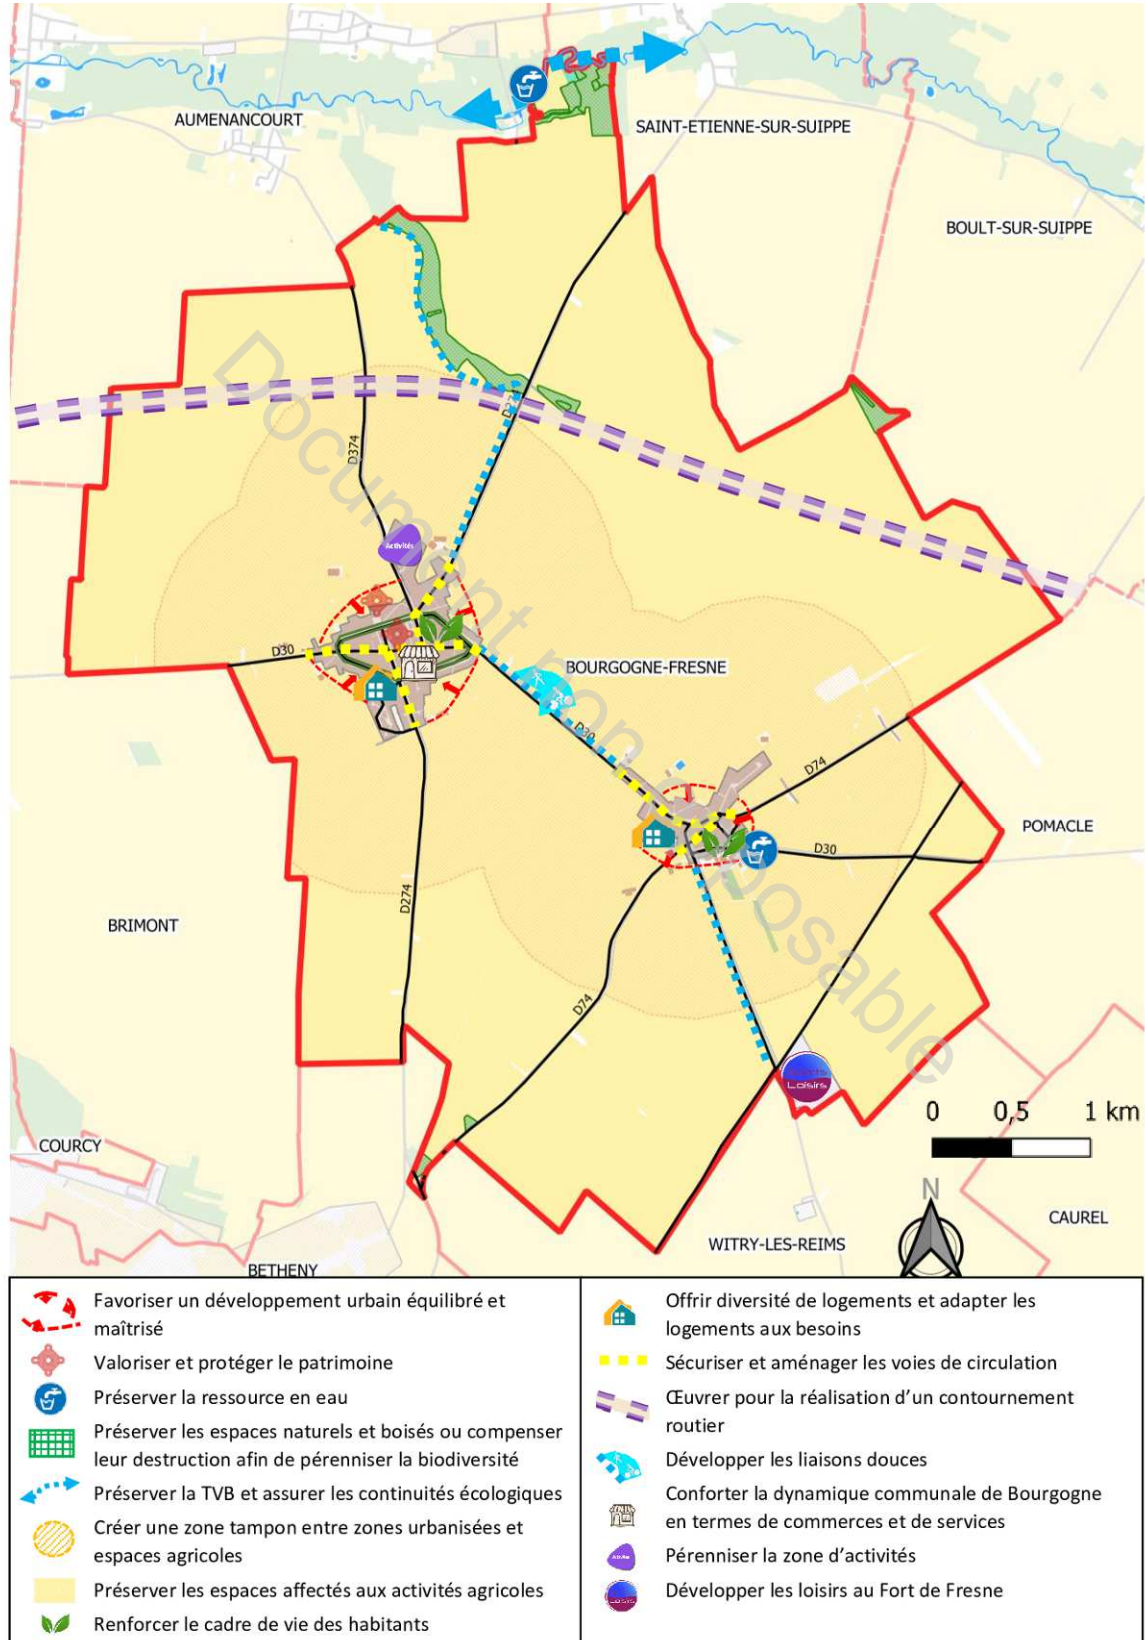 AUMENANCOURT
SAINT-ETIENNE-SUR-SUIPPE
BOULT-SUR-SUIPPE
D374
Activités
D30
BOURGOGNE-FRESNE
D30
D74
POMACLE
D30
D274
BRIMONT
D74
Loisirs
0 0,5 1 km
COURCY
N
CAUREL
WITRY-LES-REIMS
BETHENY
Document non opposable
Favoriser un développement urbain équilibré et
maîtrisé
Valoriser et protéger le patrimoine
Préserver la ressource en eau
Préserver les espaces naturels et boisés ou compenser
leur destruction afin de pérenniser la biodiversité
Préserver la TVB et assurer les continuités écologiques
Créer une zone tampon entre zones urbanisées et
espaces agricoles
Préserver les espaces affectés aux activités agricoles
Renforcer le cadre de vie des habitants
Offrir diversité de logements et adapter les
logements aux besoins
Sécuriser et aménager les voies de circulation
Œuvrer pour la réalisation d’un contournement
routier
Développer les liaisons douces
Conforter la dynamique communale de Bourgogne
en termes de commerces et de services
Pérenniser la zone d’activités
Développer les loisirs au Fort de Fresne